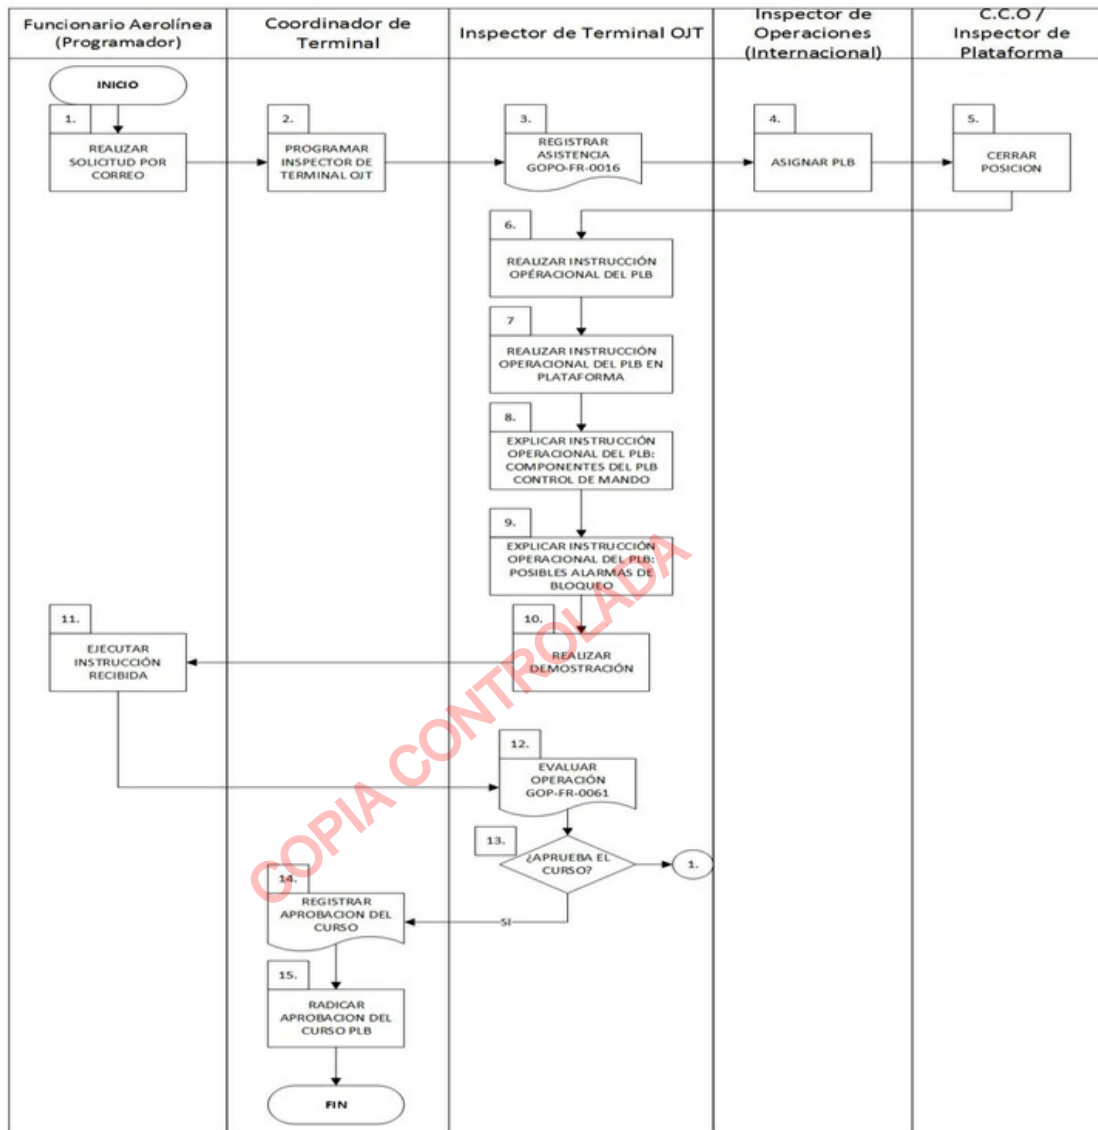 Funcionario Aerolínea
(Programador)
Coordinador de
Terminal
Inspector de Terminal OJT
Inspector de
Operaciones
(Internacional)
C.C.O /
Inspector de
Plataforma
INICIO
1.
REALIZAR
SOLICITUD POR
CORREO
2.
PROGRAMAR
INSPECTOR DE
TERMINAL OJT
3.
REGISTRAR
ASISTENCIA
GOPO-FR-0016
4.
ASIGNAR PLB
5.
CERRAR
POSICION
6.
REALIZAR INSTRUCCIÓN
OPÉRACIONAL DEL PLB
7
REALIZAR INSTRUCCIÓN
OPERACIONAL DEL PLB EN
PLATAFORMA
8.
EXPLICAR INSTRUCCIÓN
OPERACIONAL DEL PLB:
COMPONENTES DEL PLB
CONTROL DE MANDO
9.
EXPLICAR INSTRUCCIÓN
OPERACIONAL DEL PLB:
POSIBLES ALARMAS DE
BLOQUEO
10.
REALIZAR
DEMOSTRACIÓN
11.
EJECUTAR
INSTRUCCIÓN
RECIBIDA
12.
EVALUAR
OPERACIÓN
GOP-FR-0061
13.
¿APRUEBA EL
CURSO?
1.
SI
14.
REGISTRAR
APROBACION DEL
CURSO
15.
RADICAR
APROBACION DEL
CURSO PLB
FIN
COPIA CONTROLADA